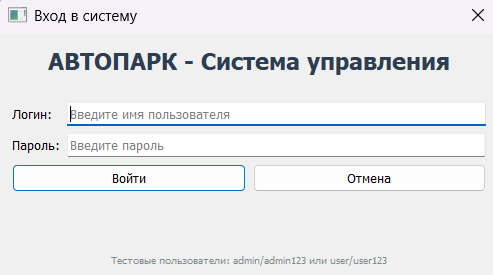 Вход в систему
АВТОПАРК - Система управления
Логин: Введите имя пользователя
Пароль: Введите пароль
Войти Отмена
Тестовые пользователи: admin/admin123 или user/user123